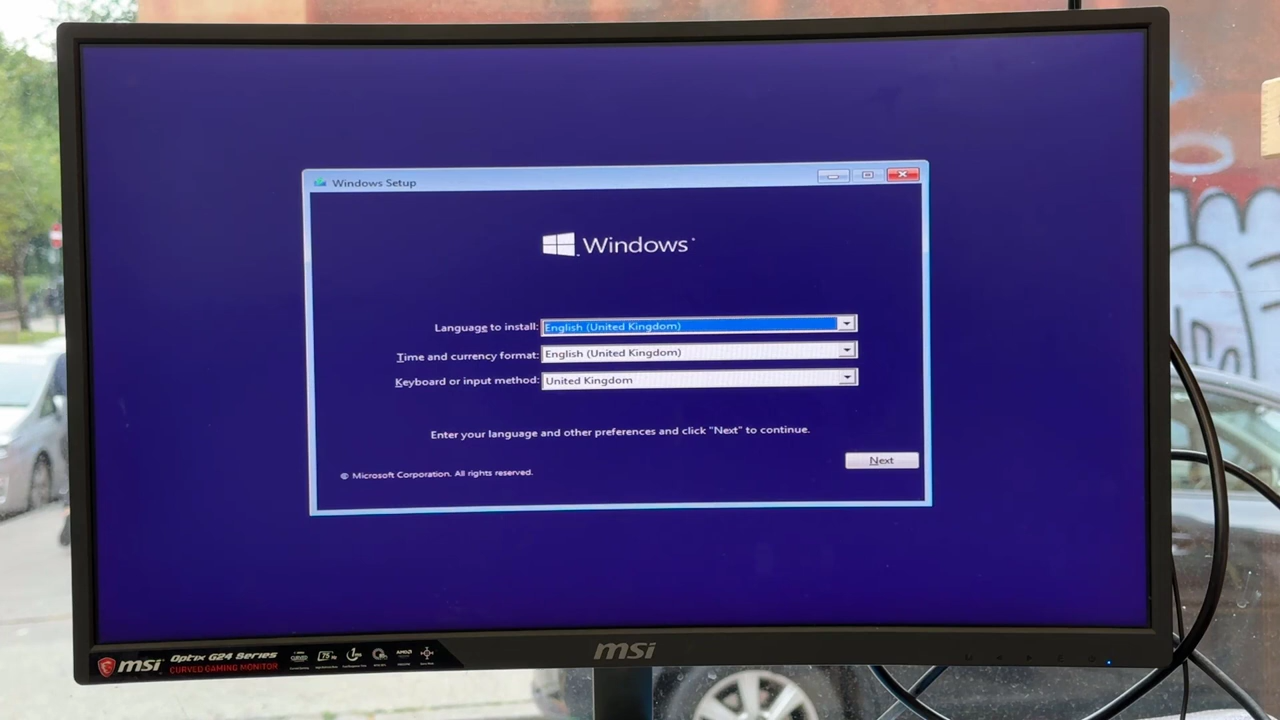 Windows Setup
Windows
Language to install: English (United Kingdom)
Time and currency format: English (United Kingdom)
Keyboard or input method: United Kingdom
Enter your language and other preferences and click "Next" to continue.
Next
© Microsoft Corporation. All rights reserved.
msi Optix G24 Series
CURVED GAMING MONITOR
msi